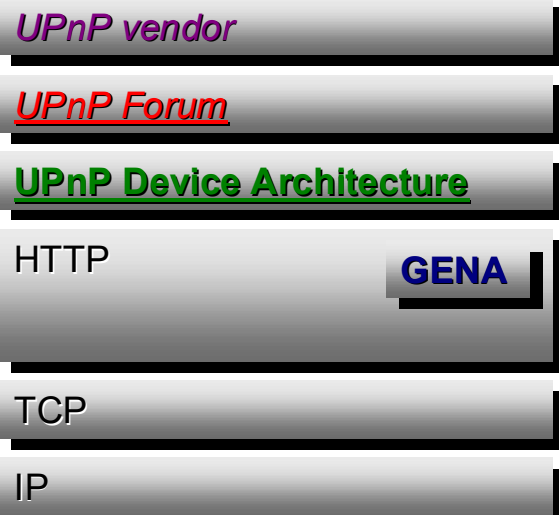 UPnP vendor
UPnP Forum
UPnP Device Architecture
HTTP
GENA
TCP
IP